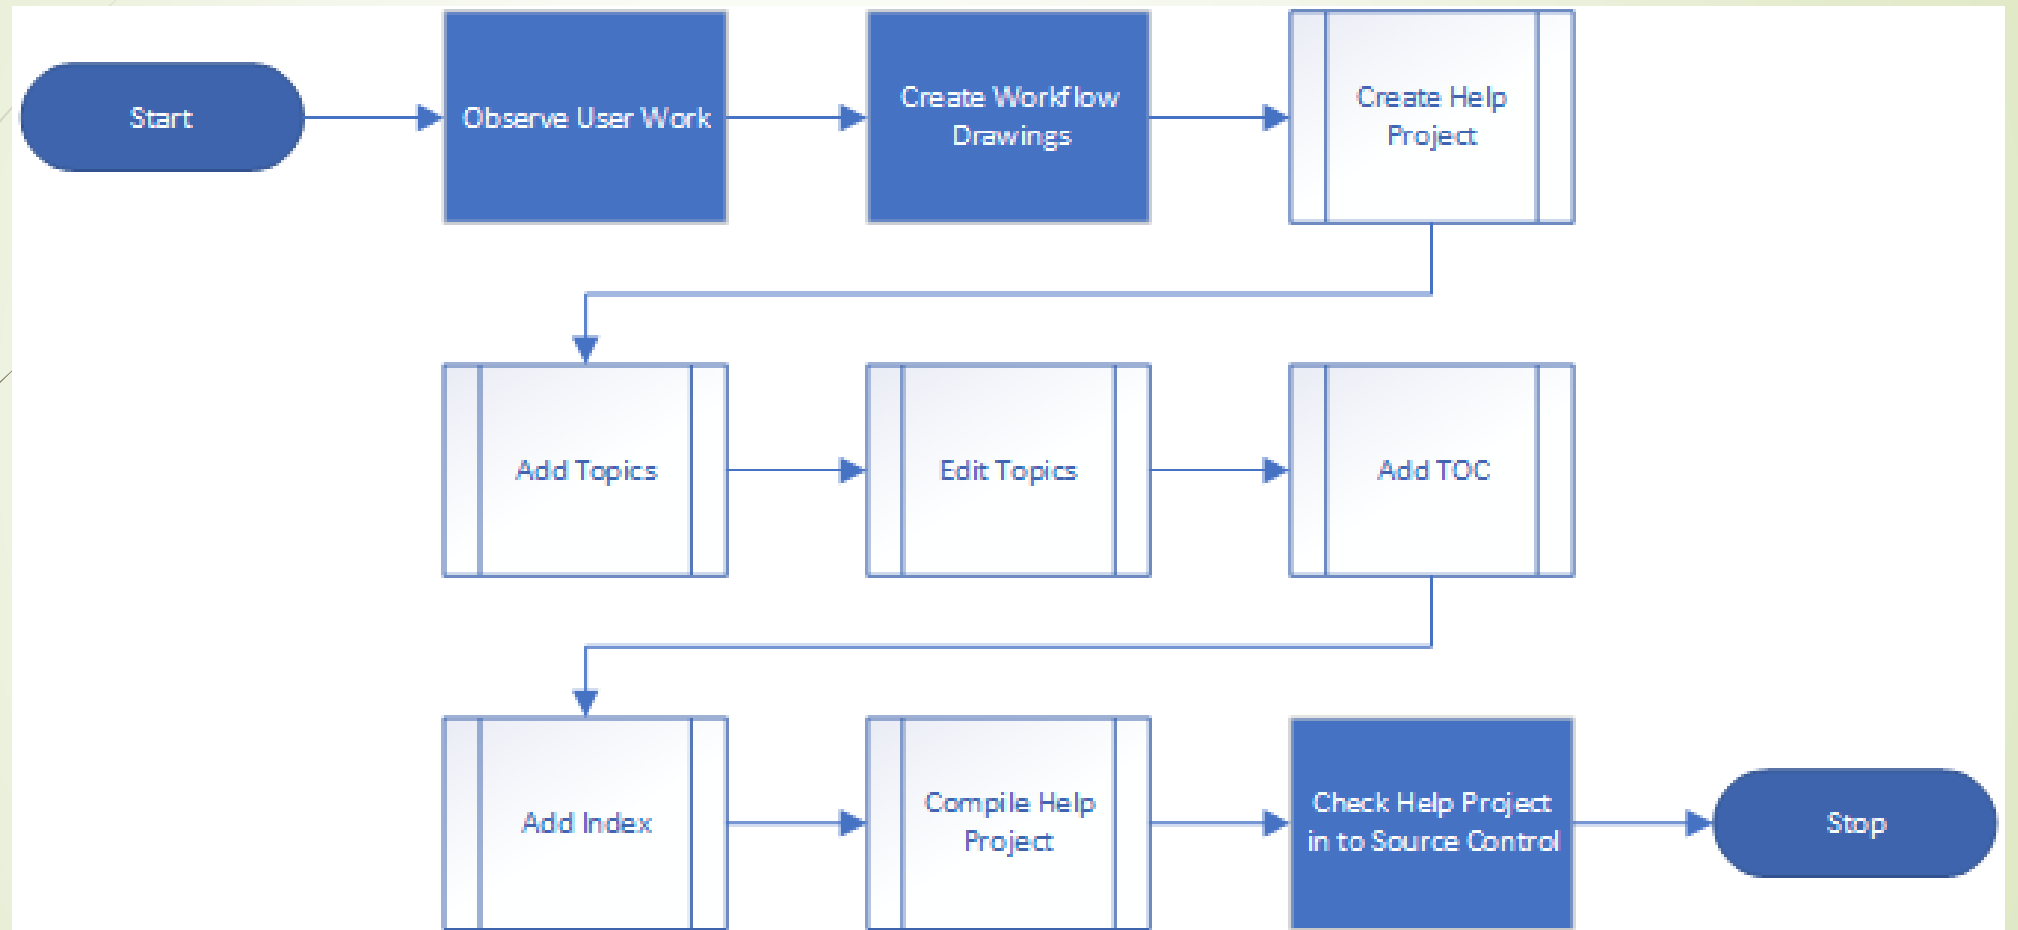 Start
Observe User Work
Create Workflow
Drawings
Create Help
Project
Add Topics
Edit Topics
Add TOC
Add Index
Compile Help
Project
Check Help Project
in to Source Control
Stop